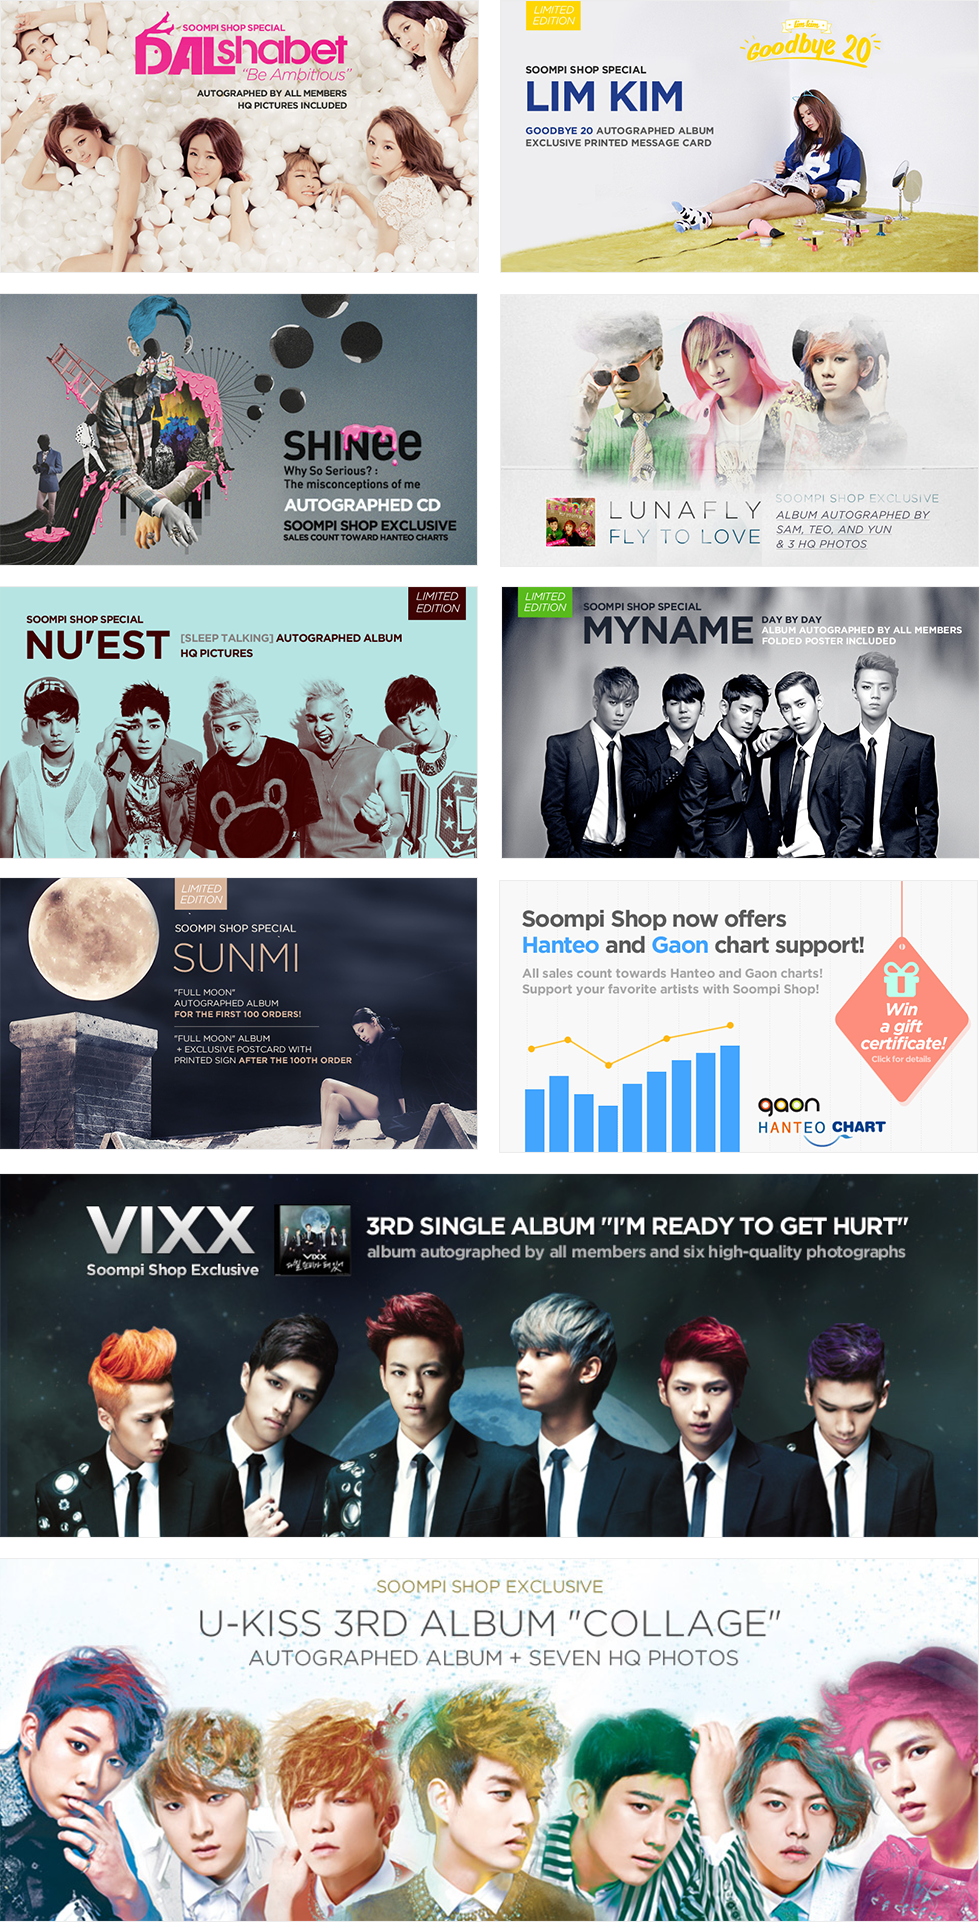 SOOMPI SHOP SPECIAL
DALshabet
"Be Ambitious"
AUTOGRAPHED BY ALL MEMBERS
HQ PICTURES INCLUDED
LIMITED
EDITION
lim kim
Goodbye 20
SOOMPI SHOP SPECIAL
LIM KIM
GOODBYE 20 AUTOGRAPHED ALBUM
EXCLUSIVE PRINTED MESSAGE CARD
SHINee
Why So Serious? :
The misconceptions of me
AUTOGRAPHED CD
SOOMPI SHOP EXCLUSIVE
SALES COUNT TOWARD HANTEO CHARTS
LUNAFLY
FLY TO LOVE
SOOMPI SHOP EXCLUSIVE
ALBUM AUTOGRAPHED BY
SAM, TEO, AND YUN
& 3 HQ PHOTOS
LIMITED
EDITION
SOOMPI SHOP SPECIAL
NU'EST
[SLEEP TALKING] AUTOGRAPHED ALBUM
HQ PICTURES
LIMITED
EDITION
SOOMPI SHOP SPECIAL
MYNAME
DAY BY DAY
ALBUM AUTOGRAPHED BY ALL MEMBERS
FOLDED POSTER INCLUDED
LIMITED
EDITION
SOOMPI SHOP SPECIAL
SUNMI
"FULL MOON"
AUTOGRAPHED ALBUM
FOR THE FIRST 100 ORDERS!
"FULL MOON" ALBUM
+ EXCLUSIVE POSTCARD WITH
PRINTED SIGN AFTER THE 100TH ORDER
Soompi Shop now offers
Hanteo and Gaon chart support!
All sales count towards Hanteo and Gaon charts!
Support your favorite artists with Soompi Shop!
Win
a gift
certificate!
Click for details
gaon
HANTEO CHART
VIXX
Soompi Shop Exclusive
VIXX
3RD SINGLE ALBUM "I'M READY TO GET HURT"
album autographed by all members and six high-quality photographs
SOOMPI SHOP EXCLUSIVE
U-KISS 3RD ALBUM "COLLAGE"
AUTOGRAPHED ALBUM + SEVEN HQ PHOTOS